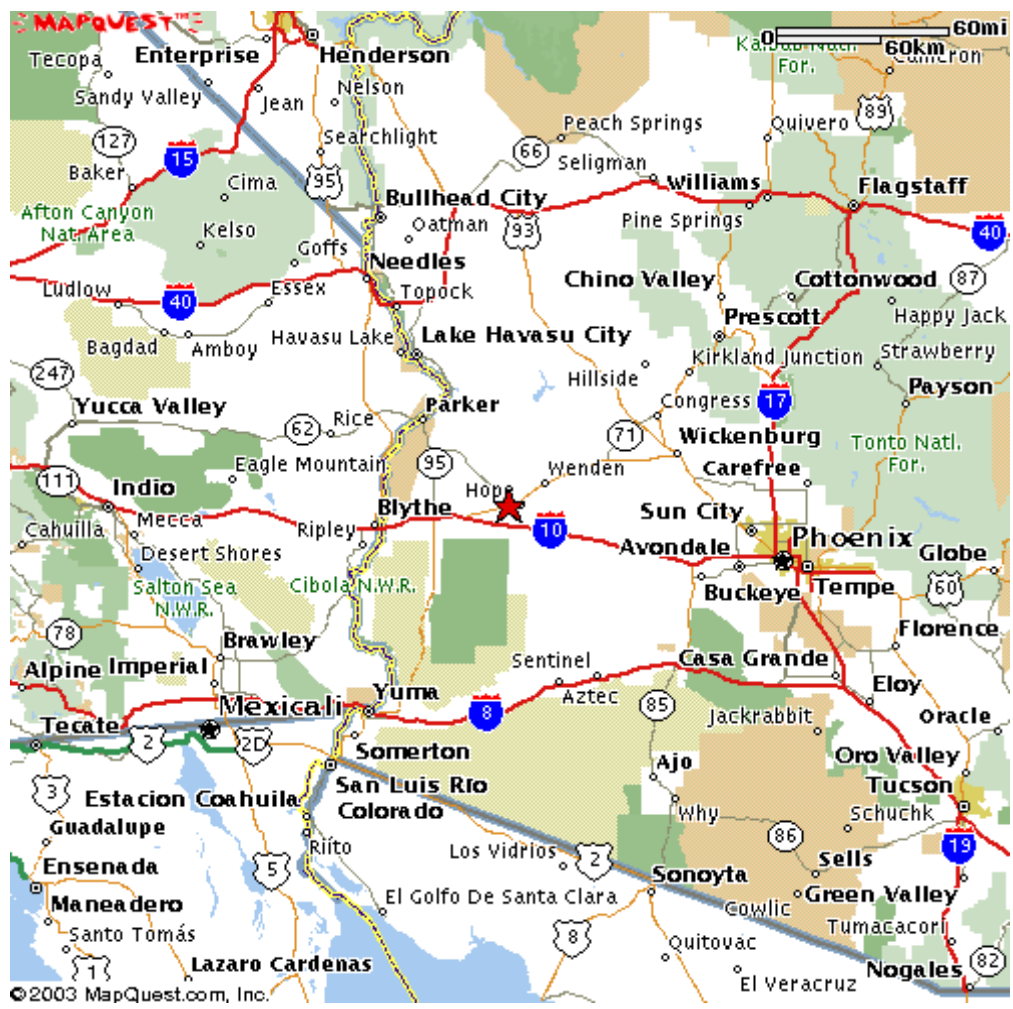 MAPQUEST™
0 60mi
60km
Kaibab Natl.
For.
Cameron
Tecopa
Enterprise
Henderson
Sandy Valley
Jean
Nelson
89
Searchlight
Peach Springs
Quivero
127
15
66
Seligman
Baker
Cima
95
Williams
Flagstaff
Bullhead City
Afton Canyon
Nat. Area
Kelso
Oatman
93
Pine Springs
40
Goffs
Needles
Chino Valley
Cottonwood
87
Ludlow
40
Essex
Topock
Happy Jack
Prescott
Bagdad
Amboy
Havasu Lake
Lake Havasu City
Kirkland Junction
Strawberry
247
Hillside
Payson
Yucca Valley
Parker
Congress
17
62
Rice
71
Wickenburg
Tonto Natl.
For.
111
Eagle Mountain
95
Wenden
Carefree
Indio
Hope
Mecca
Blythe
Sun City
Cahuilla
Ripley
10
Phoenix
Desert Shores
Avondale
Globe
Salton Sea
N.W.R.
Cibola N.W.R.
Buckeye
Tempe
60
78
Brawley
Florence
Alpine
Imperial
Sentinel
Casa Grande
Yuma
Aztec
Eloy
Mexicali
8
85
Jackrabbit
Oracle
Tecate
2
2D
Somerton
Ajo
Oro Valley
3
San Luis Río
Colorado
Tucson
Estacion Coahuila
Why
Schuchk
Guadalupe
Riíto
86
Los Vidrios
2
19
Ensenada
5
Sonoyta
Sells
El Golfo De Santa Clara
Green Valley
Maneadero
Cowlic
Tumacacorí
Santo Tomás
8
Quitovac
1
Lazaro Cardenas
El Veracruz
Nogales
82
©2003 MapQuest.com, Inc.